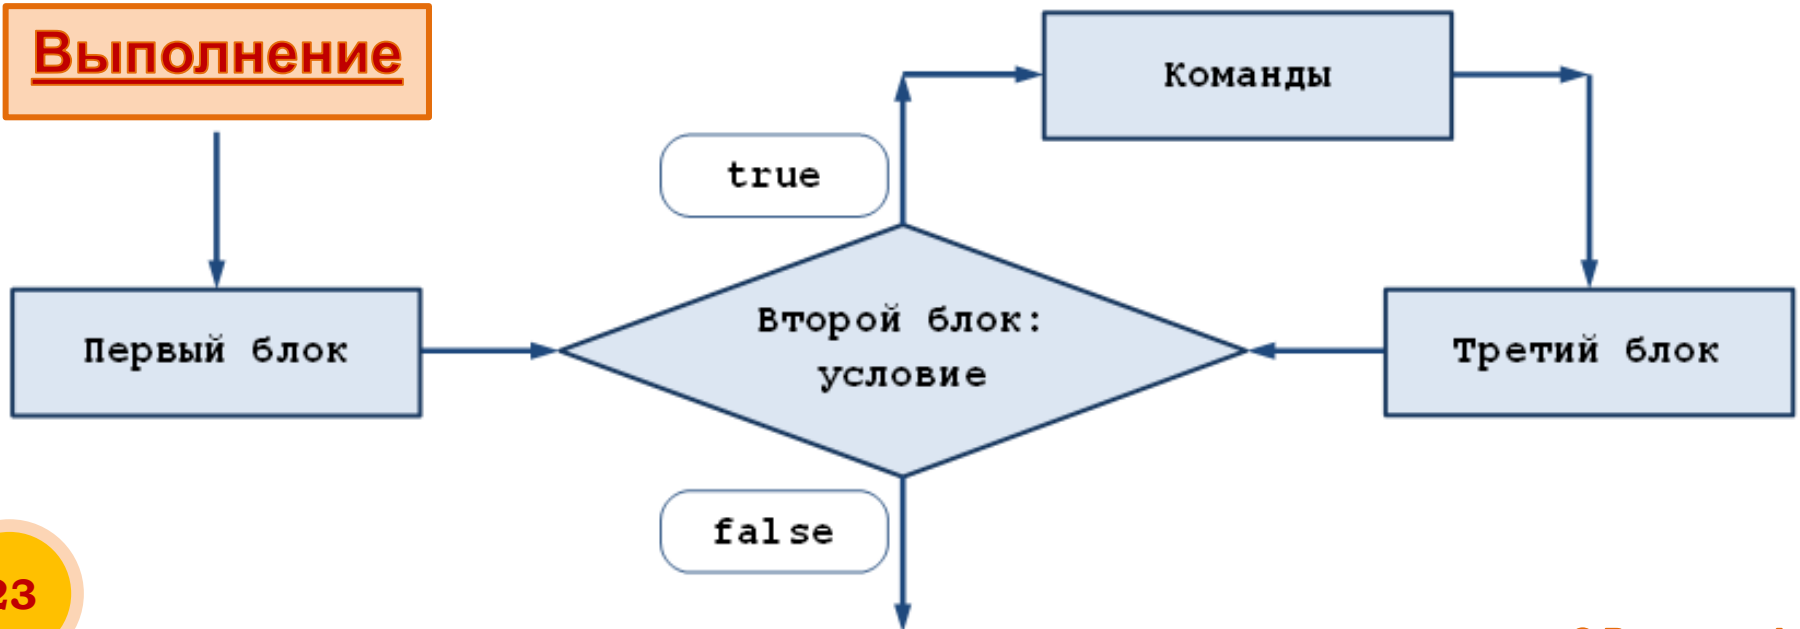 Выполнение
Команды
true
Первый блок
Второй блок:
условие
Третий блок
false
23